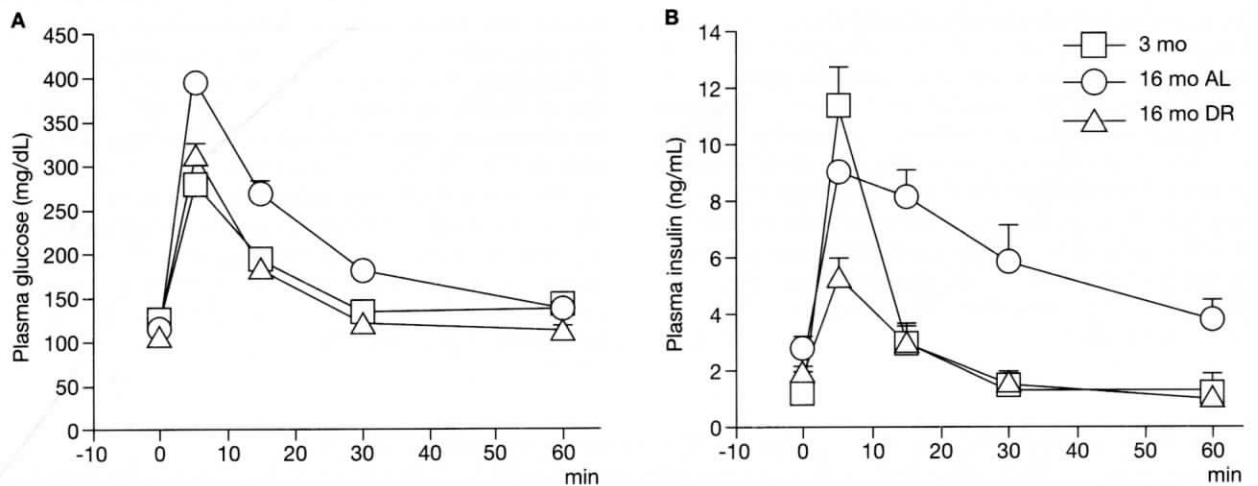 A
Plasma glucose (mg/dL)
450
400
350
300
250
200
150
100
50
0
-10 0 10 20 30 40 50 60
min
B
Plasma insulin (ng/mL)
14
12
10
8
6
4
2
0
-10 0 10 20 30 40 50 60
min
3 mo
16 mo AL
16 mo DR